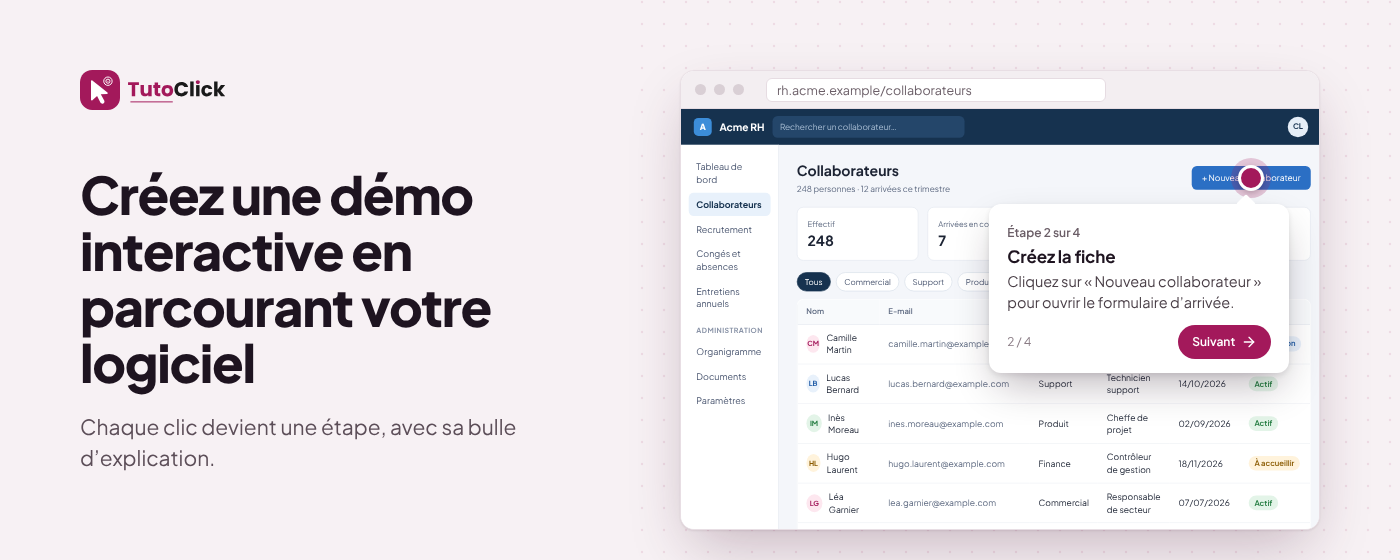 TutoClick
Créez une démo
interactive en
parcourant votre
logiciel
Chaque clic devient une étape, avec sa bulle
d'explication.
rh.acme.example/collaborateurs
A
Acme RH
Rechercher un collaborateur...
CL
Tableau de
bord
Collaborateurs
Recrutement
Congés et
absences
Entretiens
annuels
ADMINISTRATION
Organigramme
Documents
Paramètres
Collaborateurs
248 personnes · 12 arrivées ce trimestre
+ Nouveau
Effectif
248
Arrivées en
7
Tous
Commercial
Support
Étape 2 sur 4
Créez la fiche
Cliquez sur « Nouveau collaborateur »
pour ouvrir le formulaire d'arrivée.
2 / 4
Suivant →
Nom
E-mail
CM
Camille
Martin
camille.martin@example
LB
Lucas
Bernard
lucas.bernard@example.com
Support
Technicien
support
14/10/2026
Actif
IM
Inès
Moreau
ines.moreau@example.com
Produit
Cheffe de
projet
02/09/2026
Actif
HL
Hugo
Laurent
hugo.laurent@example.com
Finance
Contrôleur
de gestion
18/11/2026
À accueillir
LG
Léa
Garnier
lea.garnier@example.com
Commercial
Responsable
de secteur
07/07/2026
Actif